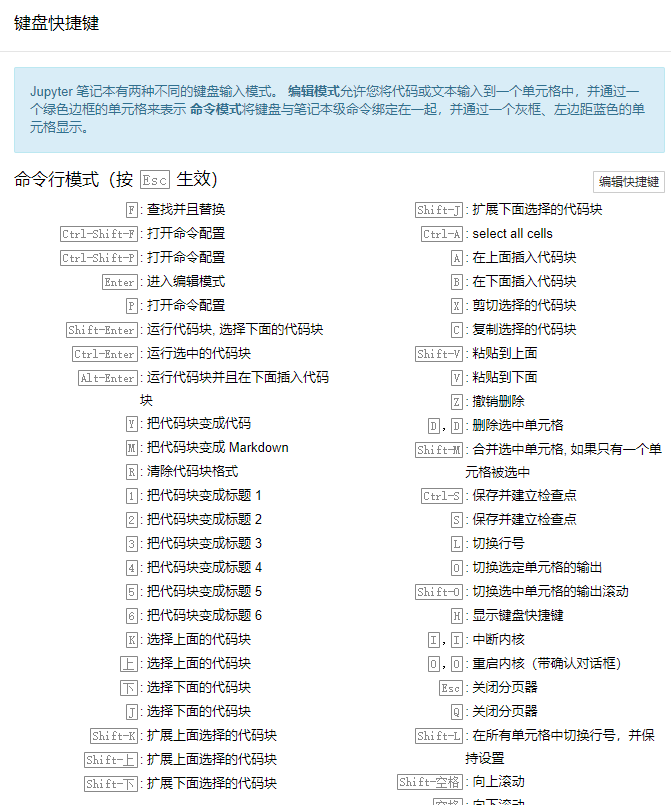 键盘快捷键
Jupyter 笔记本有两种不同的键盘输入模式。 编辑模式允许您将代码或文本输入到一个单元格中，并通过一
个绿色边框的单元格来表示 命令模式将键盘与笔记本级命令绑定在一起，并通过一个灰框、左边距蓝色的单
元格显示。
命令行模式（按 Esc 生效）
编辑快捷键
F : 查找并且替换
Ctrl-Shift-F : 打开命令配置
Ctrl-Shift-P : 打开命令配置
Enter : 进入编辑模式
P : 打开命令配置
Shift-Enter : 运行代码块, 选择下面的代码块
Ctrl-Enter : 运行选中的代码块
Alt-Enter : 运行代码块并且在下面插入代码
块
Y : 把代码块变成代码
M : 把代码块变成 Markdown
R : 清除代码块格式
1 : 把代码块变成标题 1
2 : 把代码块变成标题 2
3 : 把代码块变成标题 3
4 : 把代码块变成标题 4
5 : 把代码块变成标题 5
6 : 把代码块变成标题 6
K : 选择上面的代码块
上 : 选择上面的代码块
下 : 选择下面的代码块
J : 选择下面的代码块
Shift-K : 扩展上面选择的代码块
Shift-上 : 扩展上面选择的代码块
Shift-下 : 扩展下面选择的代码块
Shift-J : 扩展下面选择的代码块
Ctrl-A : select all cells
A : 在上面插入代码块
B : 在下面插入代码块
X : 剪切选择的代码块
C : 复制选择的代码块
Shift-V : 粘贴到上面
V : 粘贴到下面
Z : 撤销删除
D , D : 删除选中单元格
Shift-M : 合并选中单元格, 如果只有一个单
元格被选中
Ctrl-S : 保存并建立检查点
S : 保存并建立检查点
L : 切换行号
O : 切换选定单元格的输出
Shift-O : 切换选中单元格的输出滚动
H : 显示键盘快捷键
I , I : 中断内核
0 , 0 : 重启内核（带确认对话框）
Esc : 关闭分页器
Q : 关闭分页器
Shift-L : 在所有单元格中切换行号，并保
持设置
Shift-空格 : 向上滚动
空格 : 向下滚动